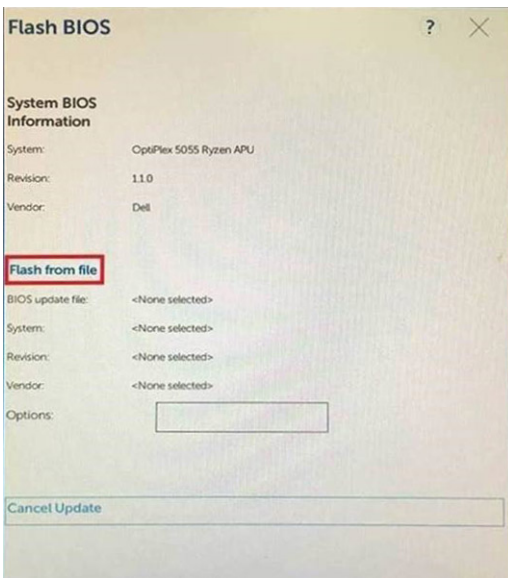 Flash BIOS ?
System BIOS
Information
System: OptiPlex 5055 Ryzen APU
Revision: 1.1.0
Vendor: Dell
Flash from file
BIOS update file: <None selected>
System: <None selected>
Revision: <None selected>
Vendor: <None selected>
Options:
Cancel Update